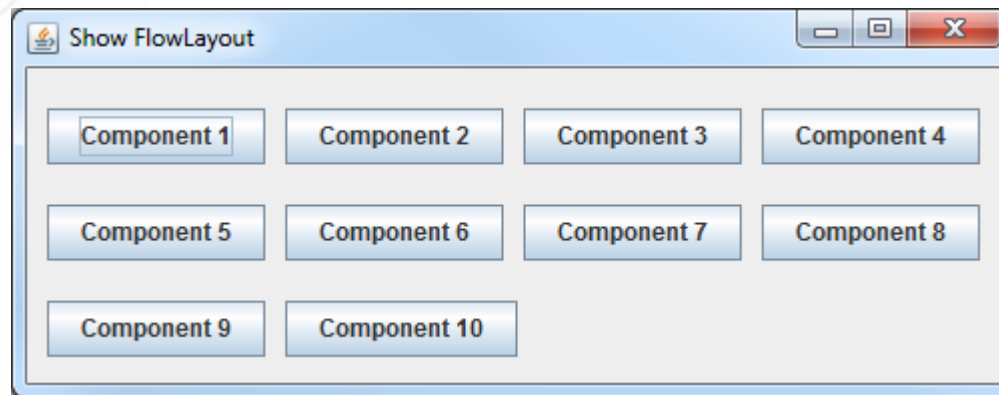 Show FlowLayout
Component 1 Component 2 Component 3 Component 4
Component 5 Component 6 Component 7 Component 8
Component 9 Component 10